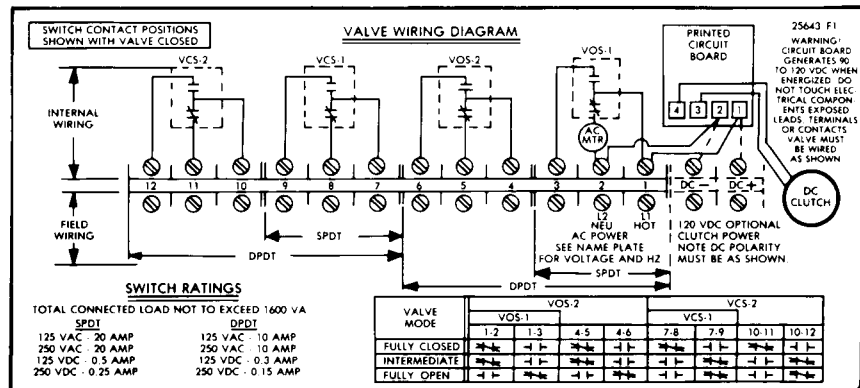 SWITCH CONTACT POSITIONS
SHOWN WITH VALVE CLOSED
VALVE WIRING DIAGRAM
25643 F1
PRINTED
CIRCUIT
BOARD
WARNING!
CIRCUIT BOARD
GENERATES 90
TO 120 VDC WHEN
ENERGIZED. DO
NOT TOUCH ELEC-
TRICAL COMPON-
ENTS EXPOSED
LEADS, TERMINALS
OR CONTACTS
VALVE MUST
BE WIRED
AS SHOWN
VCS-2
VCS-1
VOS-2
VOS-1
4 3 2 1
INTERNAL
WIRING
AC
MTR
12 11 10 9 8 7 6 5 4 3 2 1 DC - DC +
DC
CLUTCH
FIELD
WIRING
L2
NEU
L1
HOT
AC POWER
SEE NAME PLATE
FOR VOLTAGE AND HZ
120 VDC OPTIONAL
CLUTCH POWER
NOTE DC POLARITY
MUST BE AS SHOWN.
SPDT
DPDT
SPDT
DPDT
SWITCH RATINGS
TOTAL CONNECTED LOAD NOT TO EXCEED 1600 VA
SPDT DPDT
125 VAC - 20 AMP 125 VAC - 10 AMP
250 VAC - 20 AMP 250 VAC - 10 AMP
125 VDC - 0.5 AMP 125 VDC - 0.3 AMP
250 VDC - 0.25 AMP 250 VDC - 0.15 AMP
VALVE
MODE
VOS-2 VCS-2
VOS-1 VCS-1
1-2 1-3 4-5 4-6 7-8 7-9 10-11 10-12
FULLY CLOSED
INTERMEDIATE
FULLY OPEN